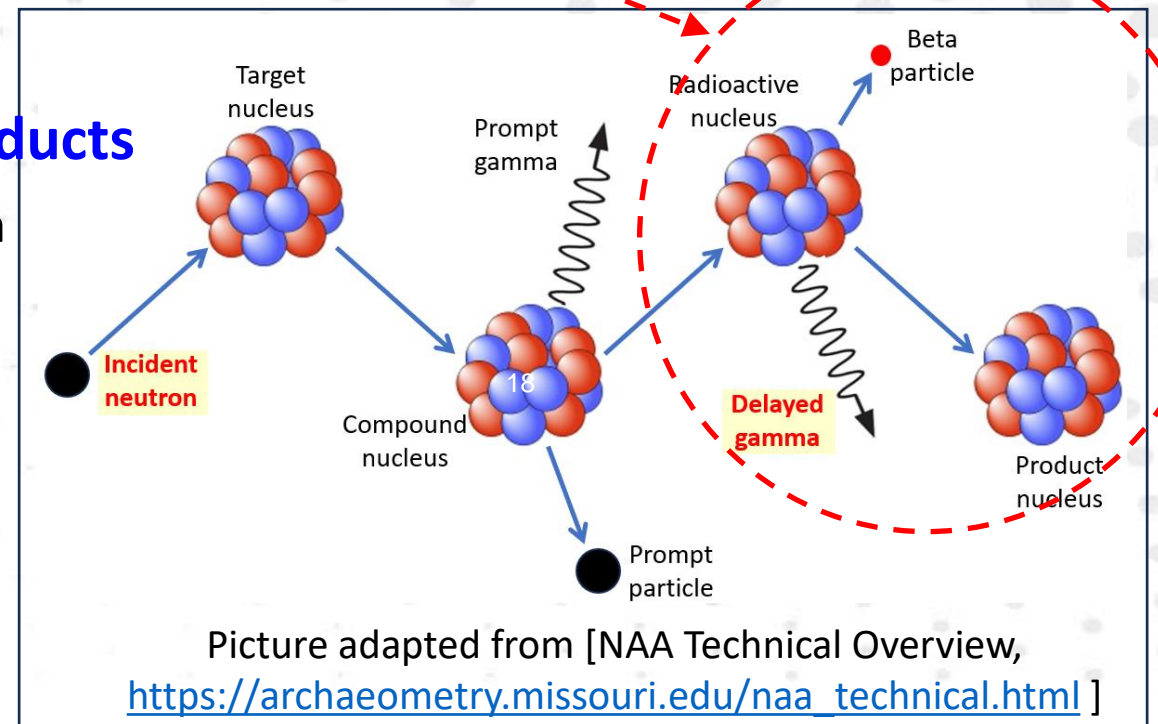 ducts
Target
nucleus
Prompt
gamma
Radioactive
nucleus
Beta
particle
Incident
neutron
18
Compound
nucleus
Delayed
gamma
Product
nucleus
Prompt
particle
Picture adapted from [NAA Technical Overview,
https://archaeometry.missouri.edu/naa_technical.html ]